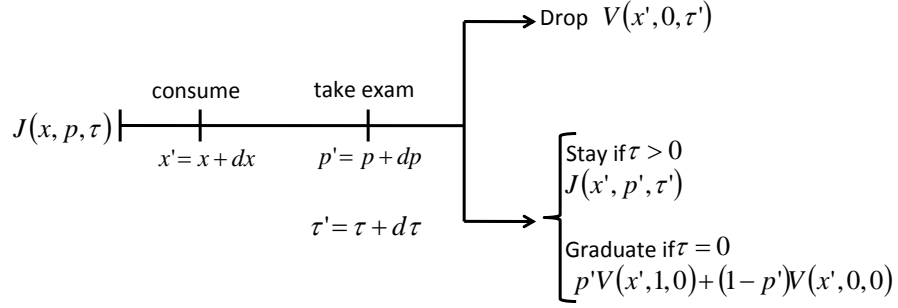 Drop V(x',0,τ')
consume
take exam
J(x, p, τ)
x'= x + dx
p'= p + dp
Stay if τ > 0
J(x', p', τ')
τ'= τ + dτ
Graduate if τ = 0
p'V(x',1,0)+(1− p')V(x',0,0)